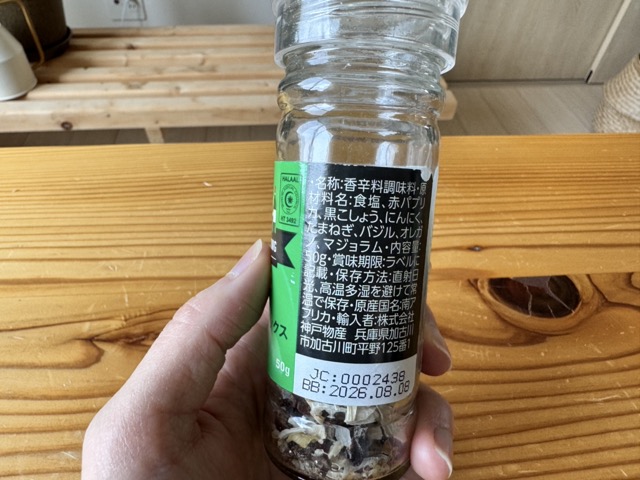 HALAAL
・名称:香辛料調味料・原
材料名:食塩、赤パプリ
カ、黒こしょう、にんにく、
たまねぎ、バジル、オレガ
ノ、マジョラム・内容量:
50g・賞味期限:ラベルに
記載・保存方法:直射日
光、高温多湿を避けて常
温で保存・原産国名:南ア
フリカ・輸入者:株式会社
神戸物産 兵庫県加古川
市加古川町平野125番1
クス
50g
JC:0002438
BB:2026.08.08